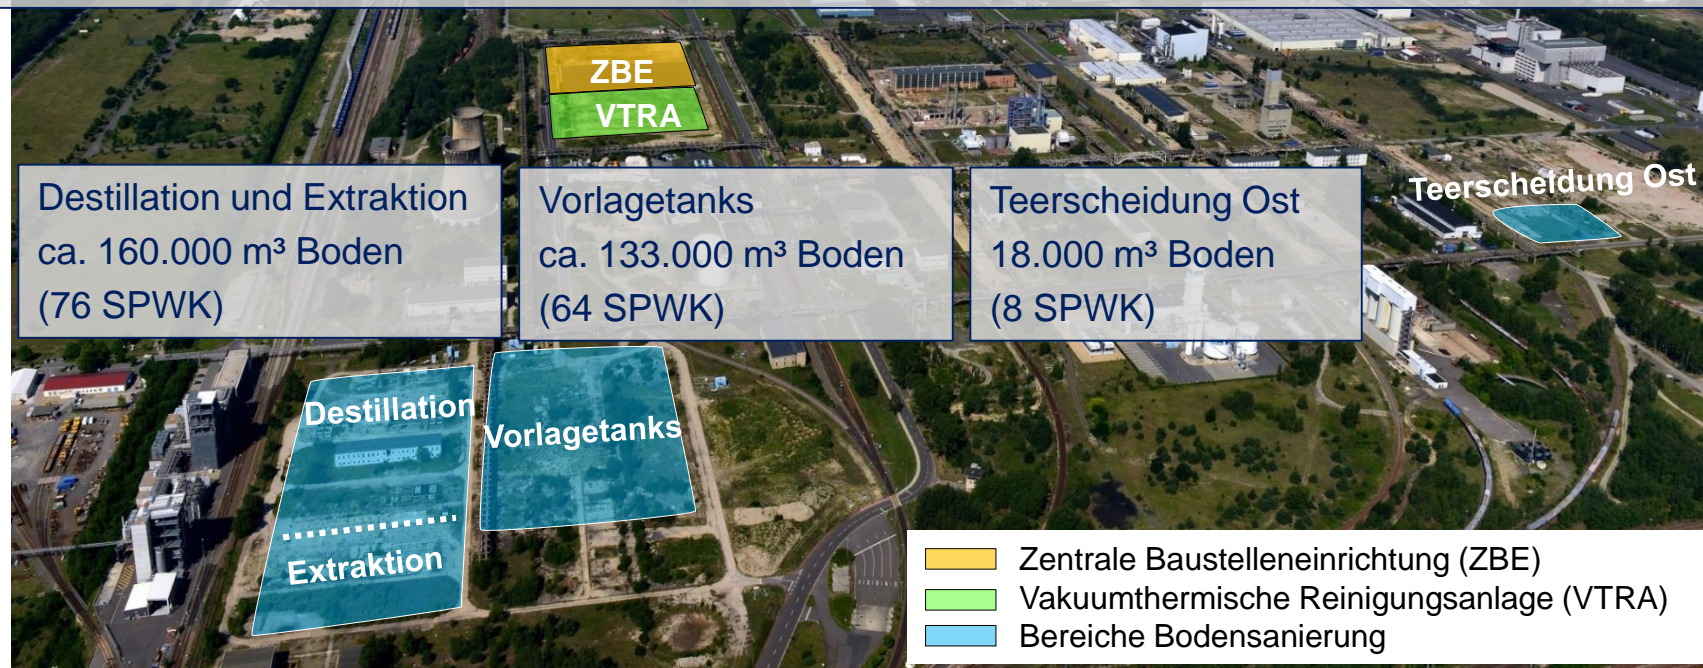 ZBE
VTRA
Destillation und Extraktion
ca. 160.000 m³ Boden
(76 SPWK)
Vorlagetanks
ca. 133.000 m³ Boden
(64 SPWK)
Teerscheidung Ost
18.000 m³ Boden
(8 SPWK)
Teerscheidung Ost
Destillation
Vorlagetanks
Extraktion
Zentrale Baustelleneinrichtung (ZBE)
Vakuumthermische Reinigungsanlage (VTRA)
Bereiche Bodensanierung